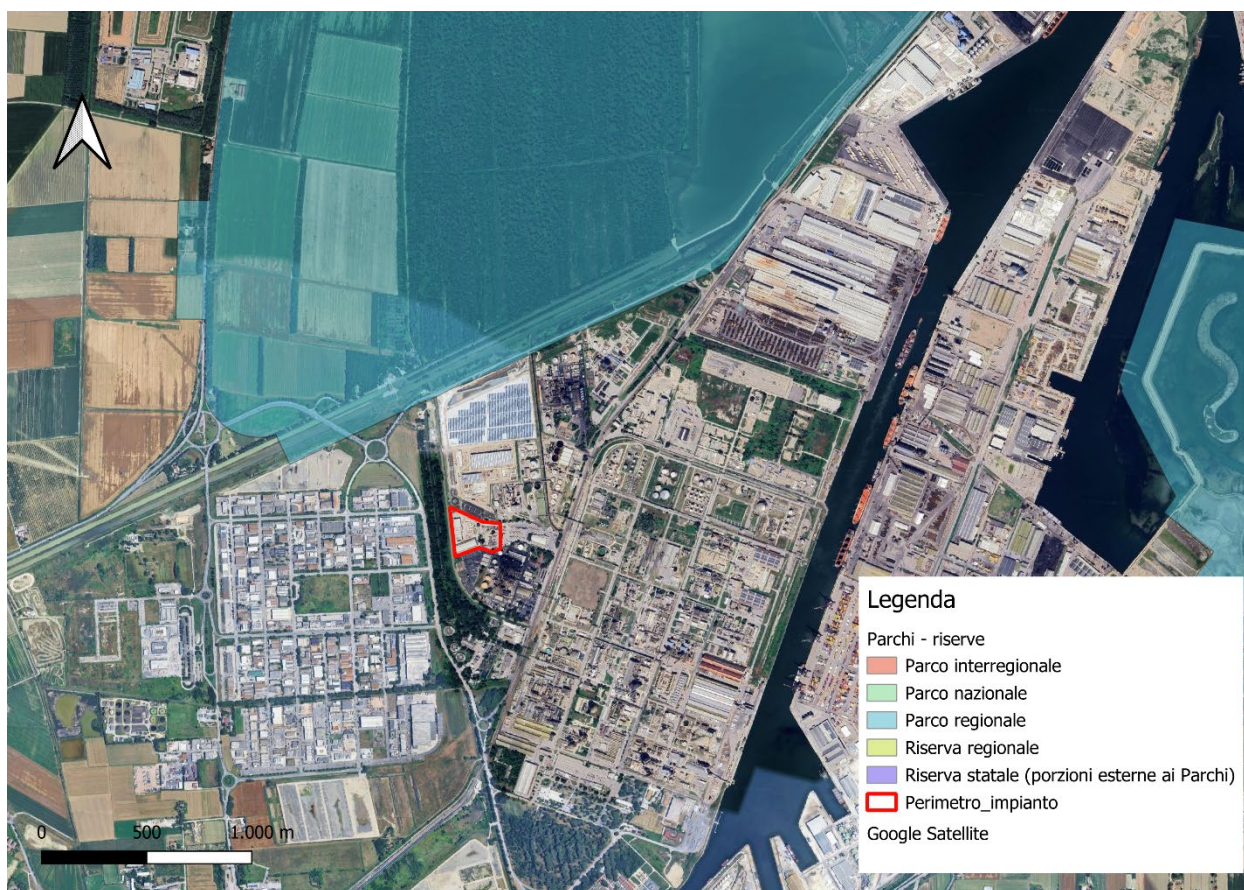 0 500 1.000 m
Legenda
Parchi - riserve
Parco interregionale
Parco nazionale
Parco regionale
Riserva regionale
Riserva statale (porzioni esterne ai Parchi)
Perimetro_impianto
Google Satellite